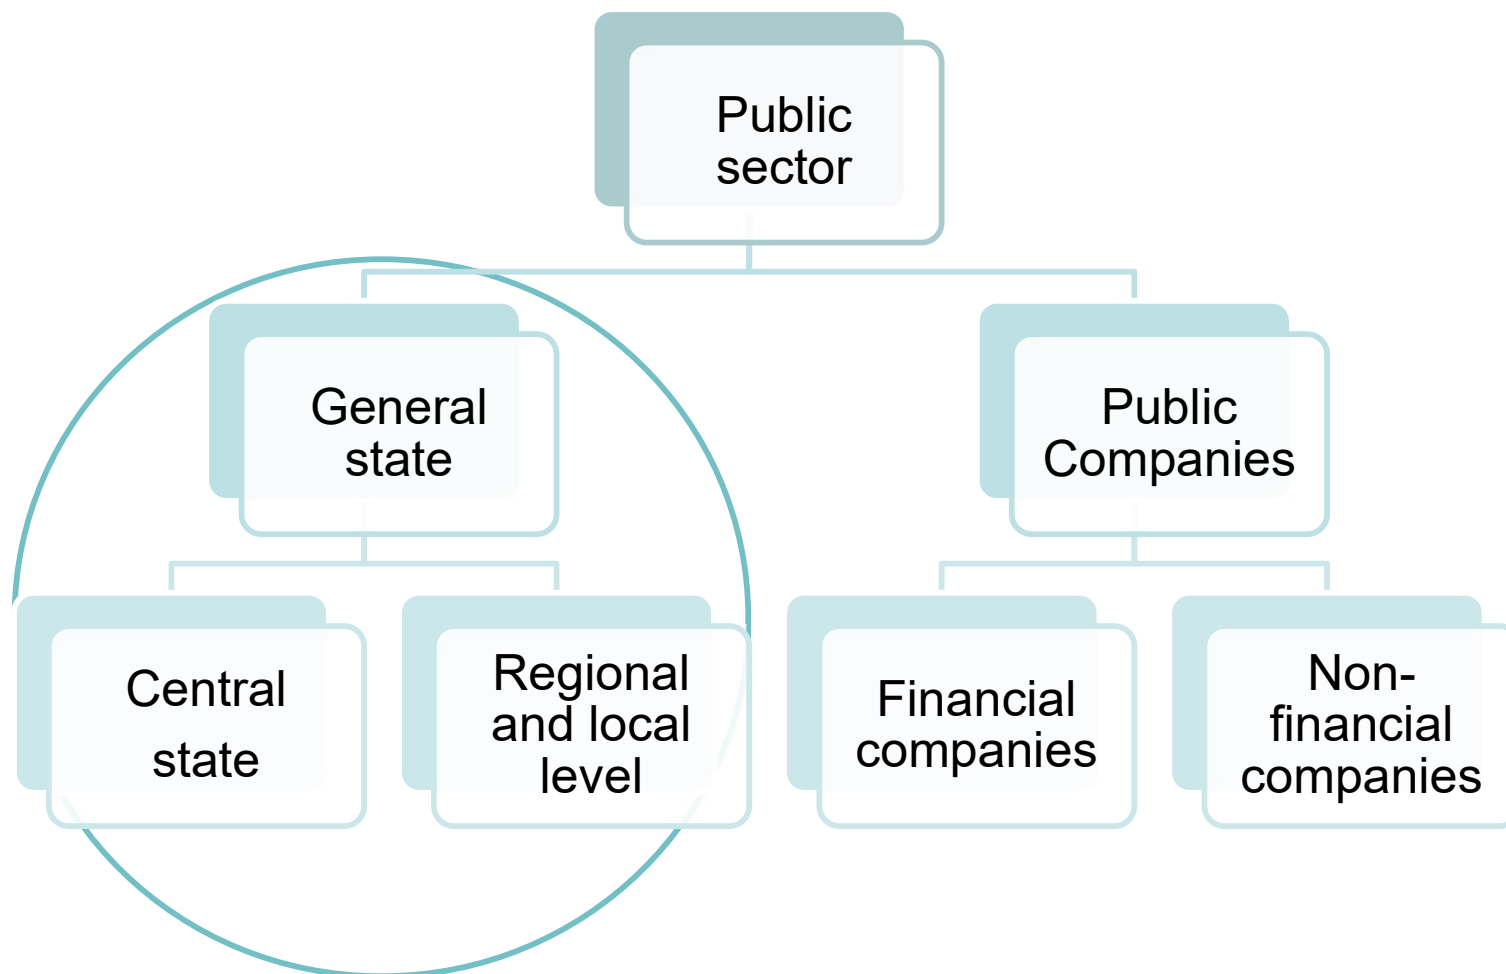 Public
sector
General
state
Public
Companies
Central
state
Regional
and local
level
Financial
companies
Non-
financial
companies